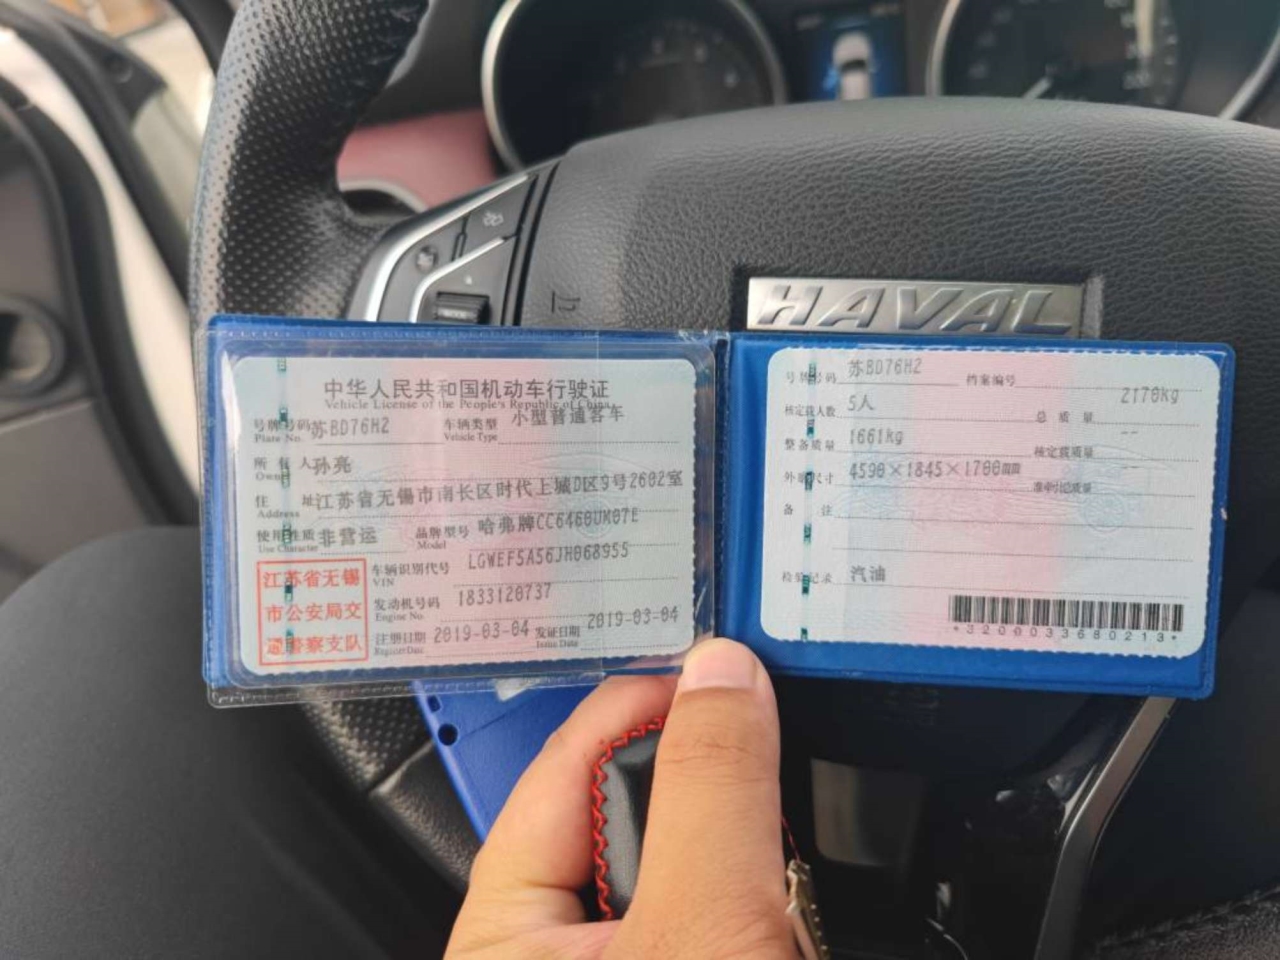 HAVAL
中华人民共和国机动车行驶证
Vehicle License of the People's Republic of China
号牌号码 Plate No. 苏BD76H2 车辆类型 Vehicle Type 小型普通客车
所有人 Owner 孙亮
住址 Address 江苏省无锡市南长区时代上城D区9号2602室
使用性质 Use Character 非营运 品牌型号 Model 哈弗牌CC6460UM07E
车辆识别代号 VIN LGWEF5A56JH068955
发动机号码 Engine No. 1833120737
注册日期 Register Date 2019-03-04 发证日期 Issue Date 2019-03-04
江苏省无锡
市公安局交
通警察支队
号牌号码 苏BD76H2 档案编号
核定载人数 5人 总质量 2170kg
整备质量 1661kg 核定载质量 --
外廓尺寸 4590×1845×1700mm 准牵引总质量 --
备注
检验记录 汽油
*3200033680213*